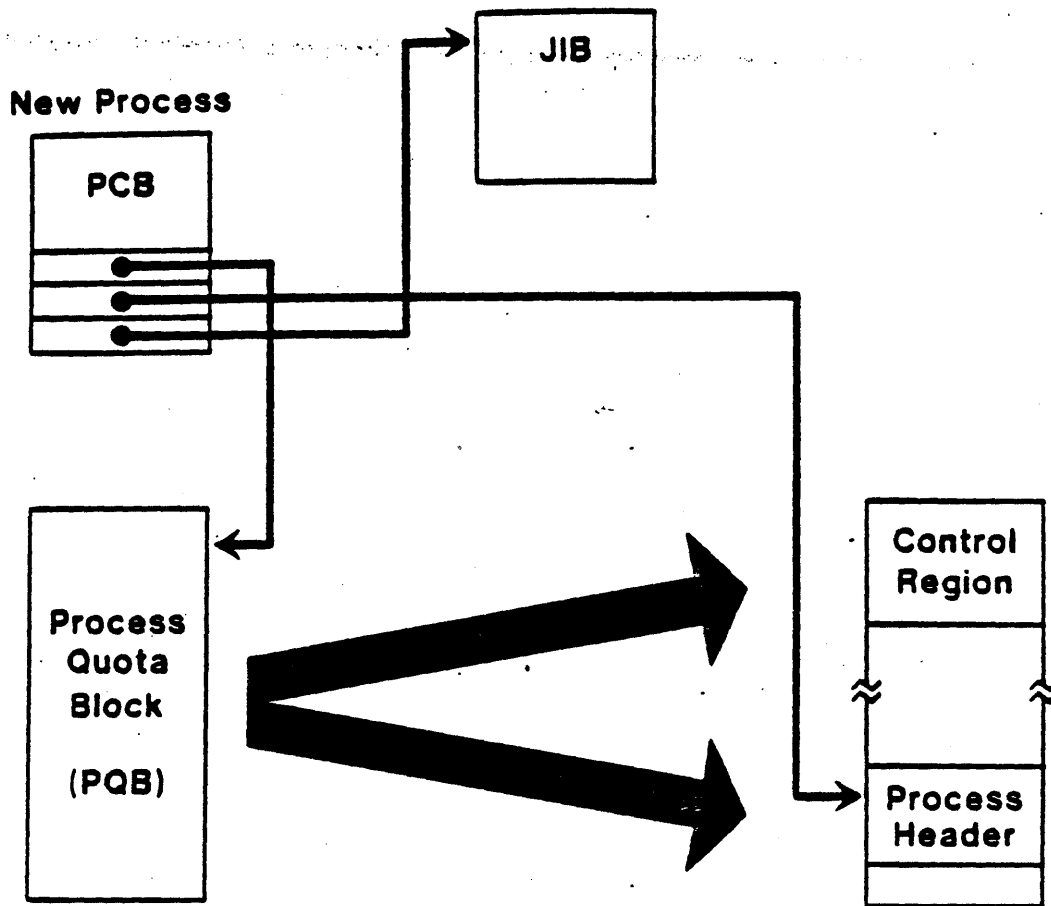 JIB
New Process
PCB
Control
Region
Process
Quota
Block
(PQB)
Process
Header